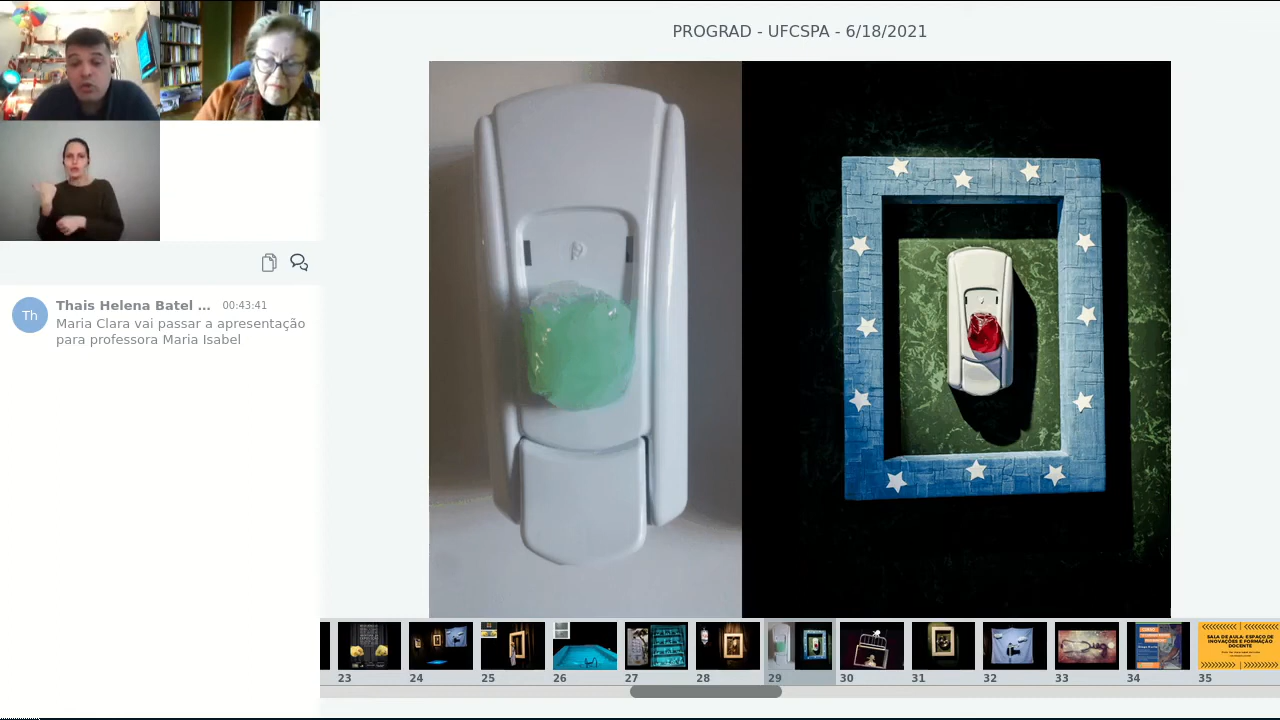 PROGRAD - UFCSPA - 6/18/2021
Th
Thais Helena Batel ...
00:43:41
Maria Clara vai passar a apresentação
para professora Maria Isabel
23
24
25
26
27
28
29
30
31
32
33
34
35
SALA DE AULA: ESPAÇO DE
INOVAÇÕES E FORMAÇÃO
DOCENTE